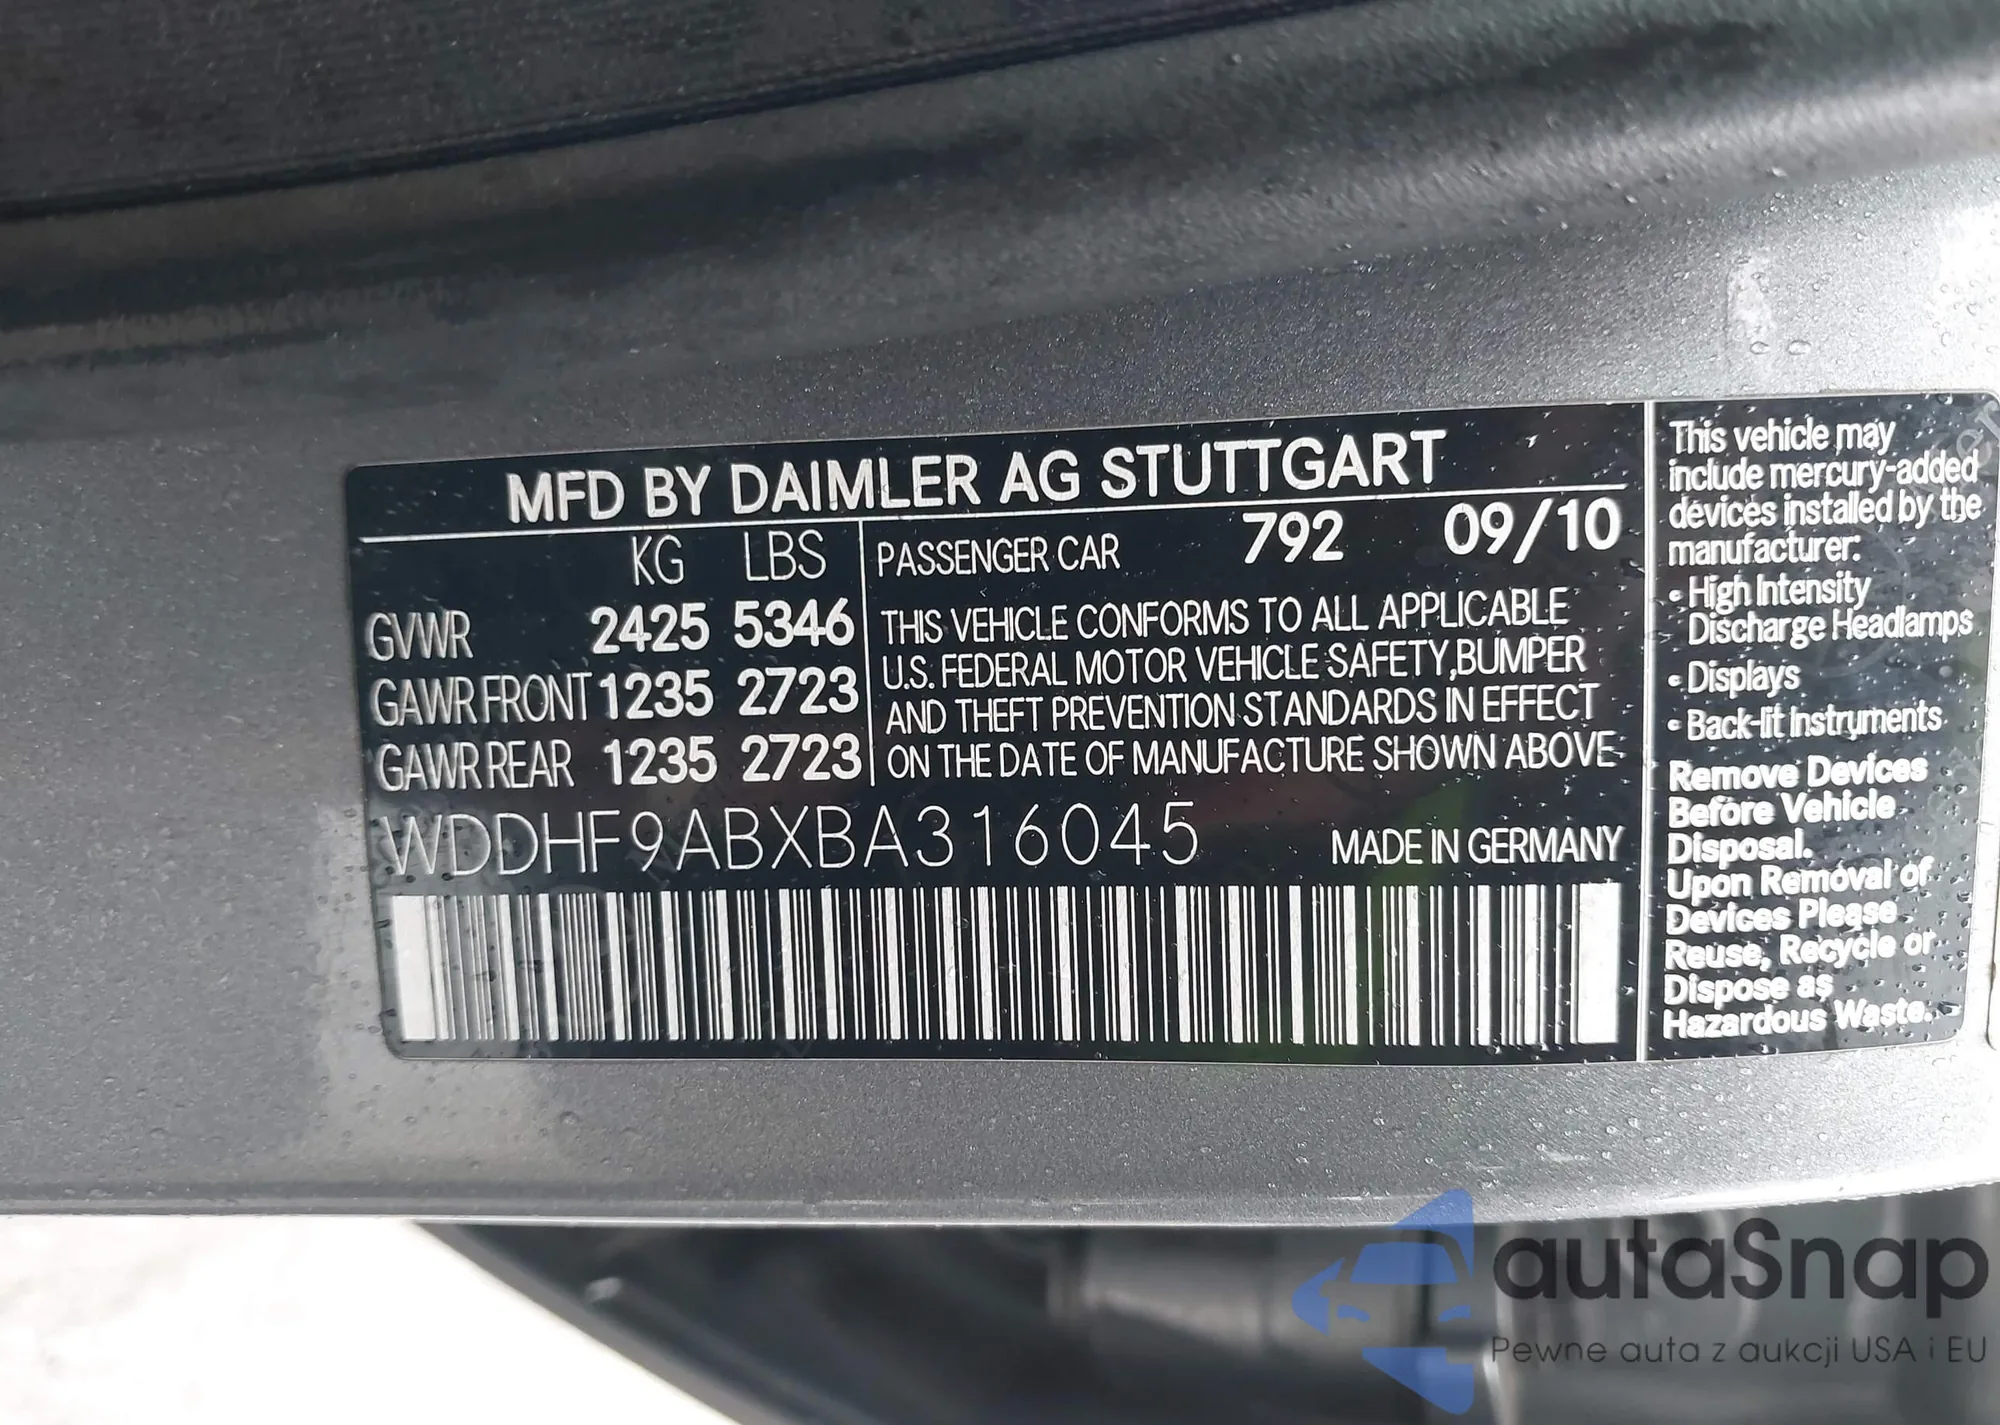 MFD BY DAIMLER AG STUTTGART
KG LBS
GVWR 2425 5346
GAWR FRONT 1235 2723
GAWR REAR 1235 2723
PASSENGER CAR 792 09/10
THIS VEHICLE CONFORMS TO ALL APPLICABLE
U.S. FEDERAL MOTOR VEHICLE SAFETY, BUMPER
AND THEFT PREVENTION STANDARDS IN EFFECT
ON THE DATE OF MANUFACTURE SHOWN ABOVE.
WDDHF9ABXBA316045 MADE IN GERMANY
This vehicle may
include mercury-added
devices installed by the
manufacturer:
• High Intensity
Discharge Headlamps
• Displays
• Back-lit Instruments
Remove Devices
Before Vehicle
Disposal.
Upon Removal of
Devices Please
Reuse, Recycle or
Dispose as
Hazardous Waste.
autaSnap
Pewne auta z aukcji USA i EU